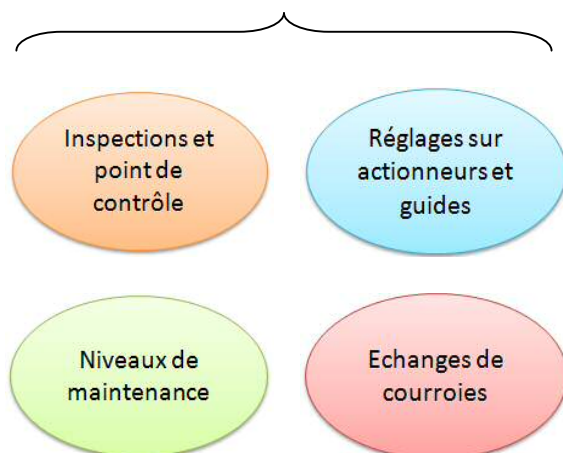 Inspections et
point de
contrôle
Réglages sur
actionneurs et
guides
Niveaux de
maintenance
Echanges de
courroies